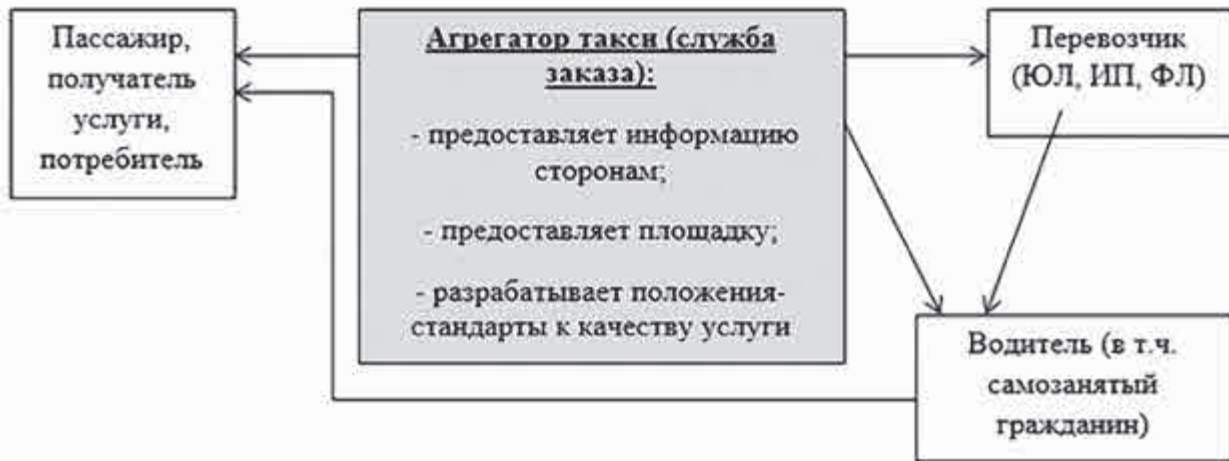 Пассажир,
получатель
услуги,
потребитель
Агрегатор такси (служба
заказа):
- предоставляет информацию
сторонам;
- предоставляет площадку;
- разрабатывает положения-
стандарты к качеству услуги
Перевозчик
(ЮЛ, ИП, ФЛ)
Водитель (в т.ч.
самозанятый
гражданин)